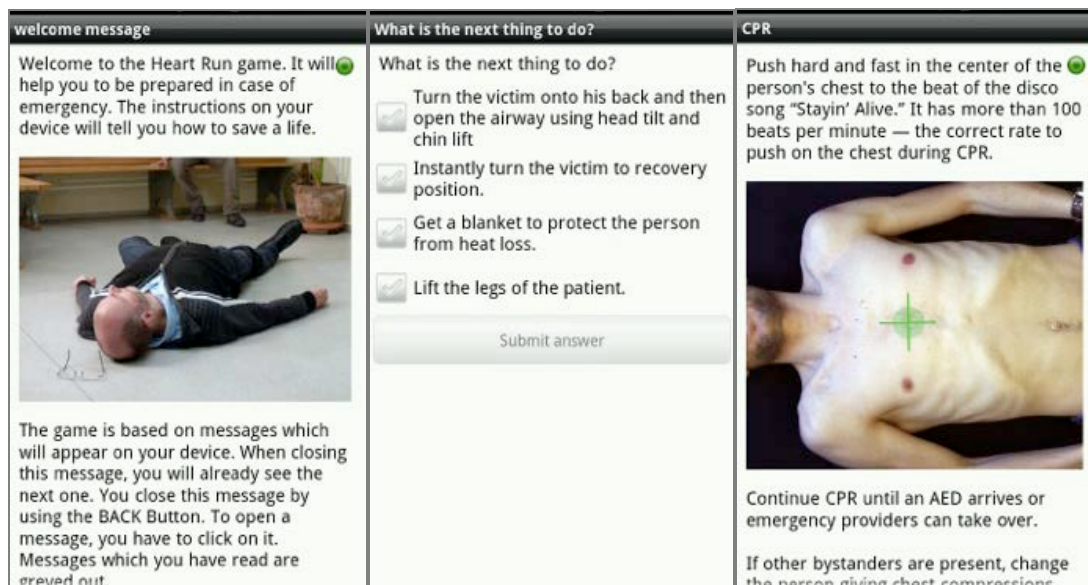 welcome message
Welcome to the Heart Run game. It will
help you to be prepared in case of
emergency. The instructions on your
device will tell you how to save a life.
The game is based on messages which
will appear on your device. When closing
this message, you will already see the
next one. You close this message by
using the BACK Button. To open a
message, you have to click on it.
Messages which you have read are
greyed out
What is the next thing to do?
What is the next thing to do?
Turn the victim onto his back and then
open the airway using head tilt and
chin lift
Instantly turn the victim to recovery
position.
Get a blanket to protect the person
from heat loss.
Lift the legs of the patient.
Submit answer
CPR
Push hard and fast in the center of the
person's chest to the beat of the disco
song “Stayin’ Alive.” It has more than 100
beats per minute — the correct rate to
push on the chest during CPR.
Continue CPR until an AED arrives or
emergency providers can take over.
If other bystanders are present, change
the person giving chest compressions